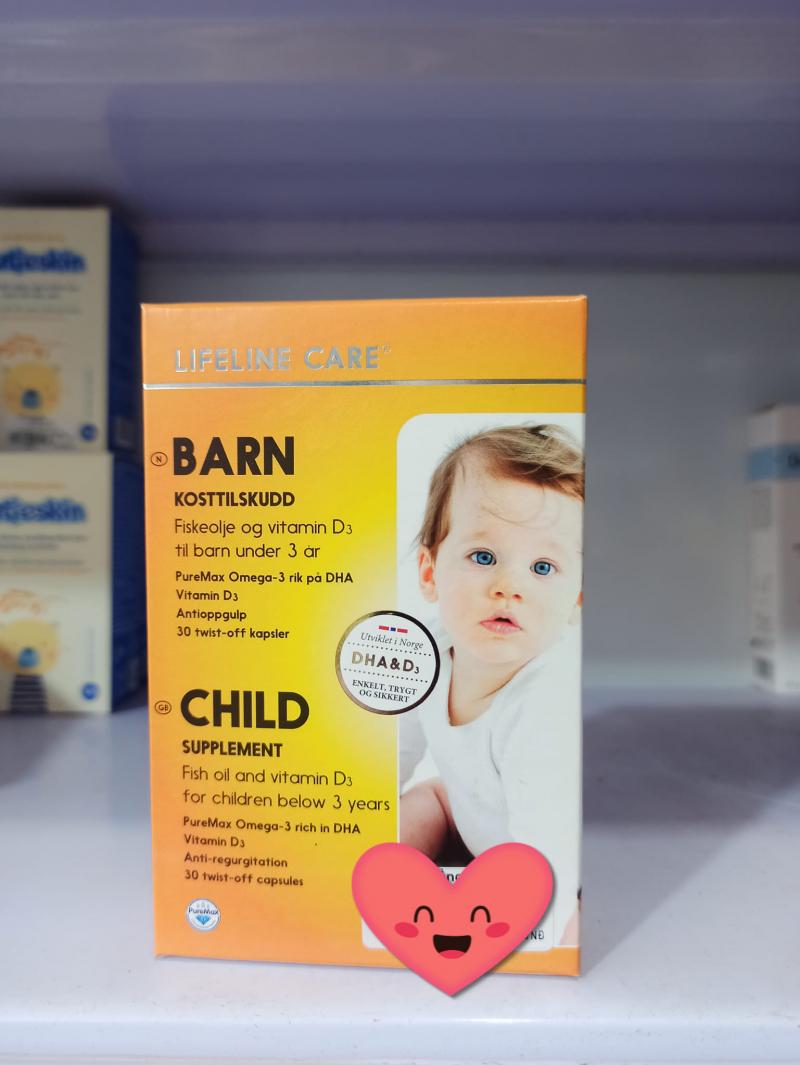 LIFELINE CARE
N
BARN
KOSTTILSKUDD
Fiskeolje og vitamin D3
til barn under 3 år
PureMax Omega-3 rik på DHA
Vitamin D3
Antioppgulp
30 twist-off kapsler
Utviklet i Norge
DHA&D3
ENKELT, TRYGT
OG SIKKERT
GB
CHILD
SUPPLEMENT
Fish oil and vitamin D3
for children below 3 years
PureMax Omega-3 rich in DHA
Vitamin D3
Anti-regurgitation
30 twist-off capsules
PureMax